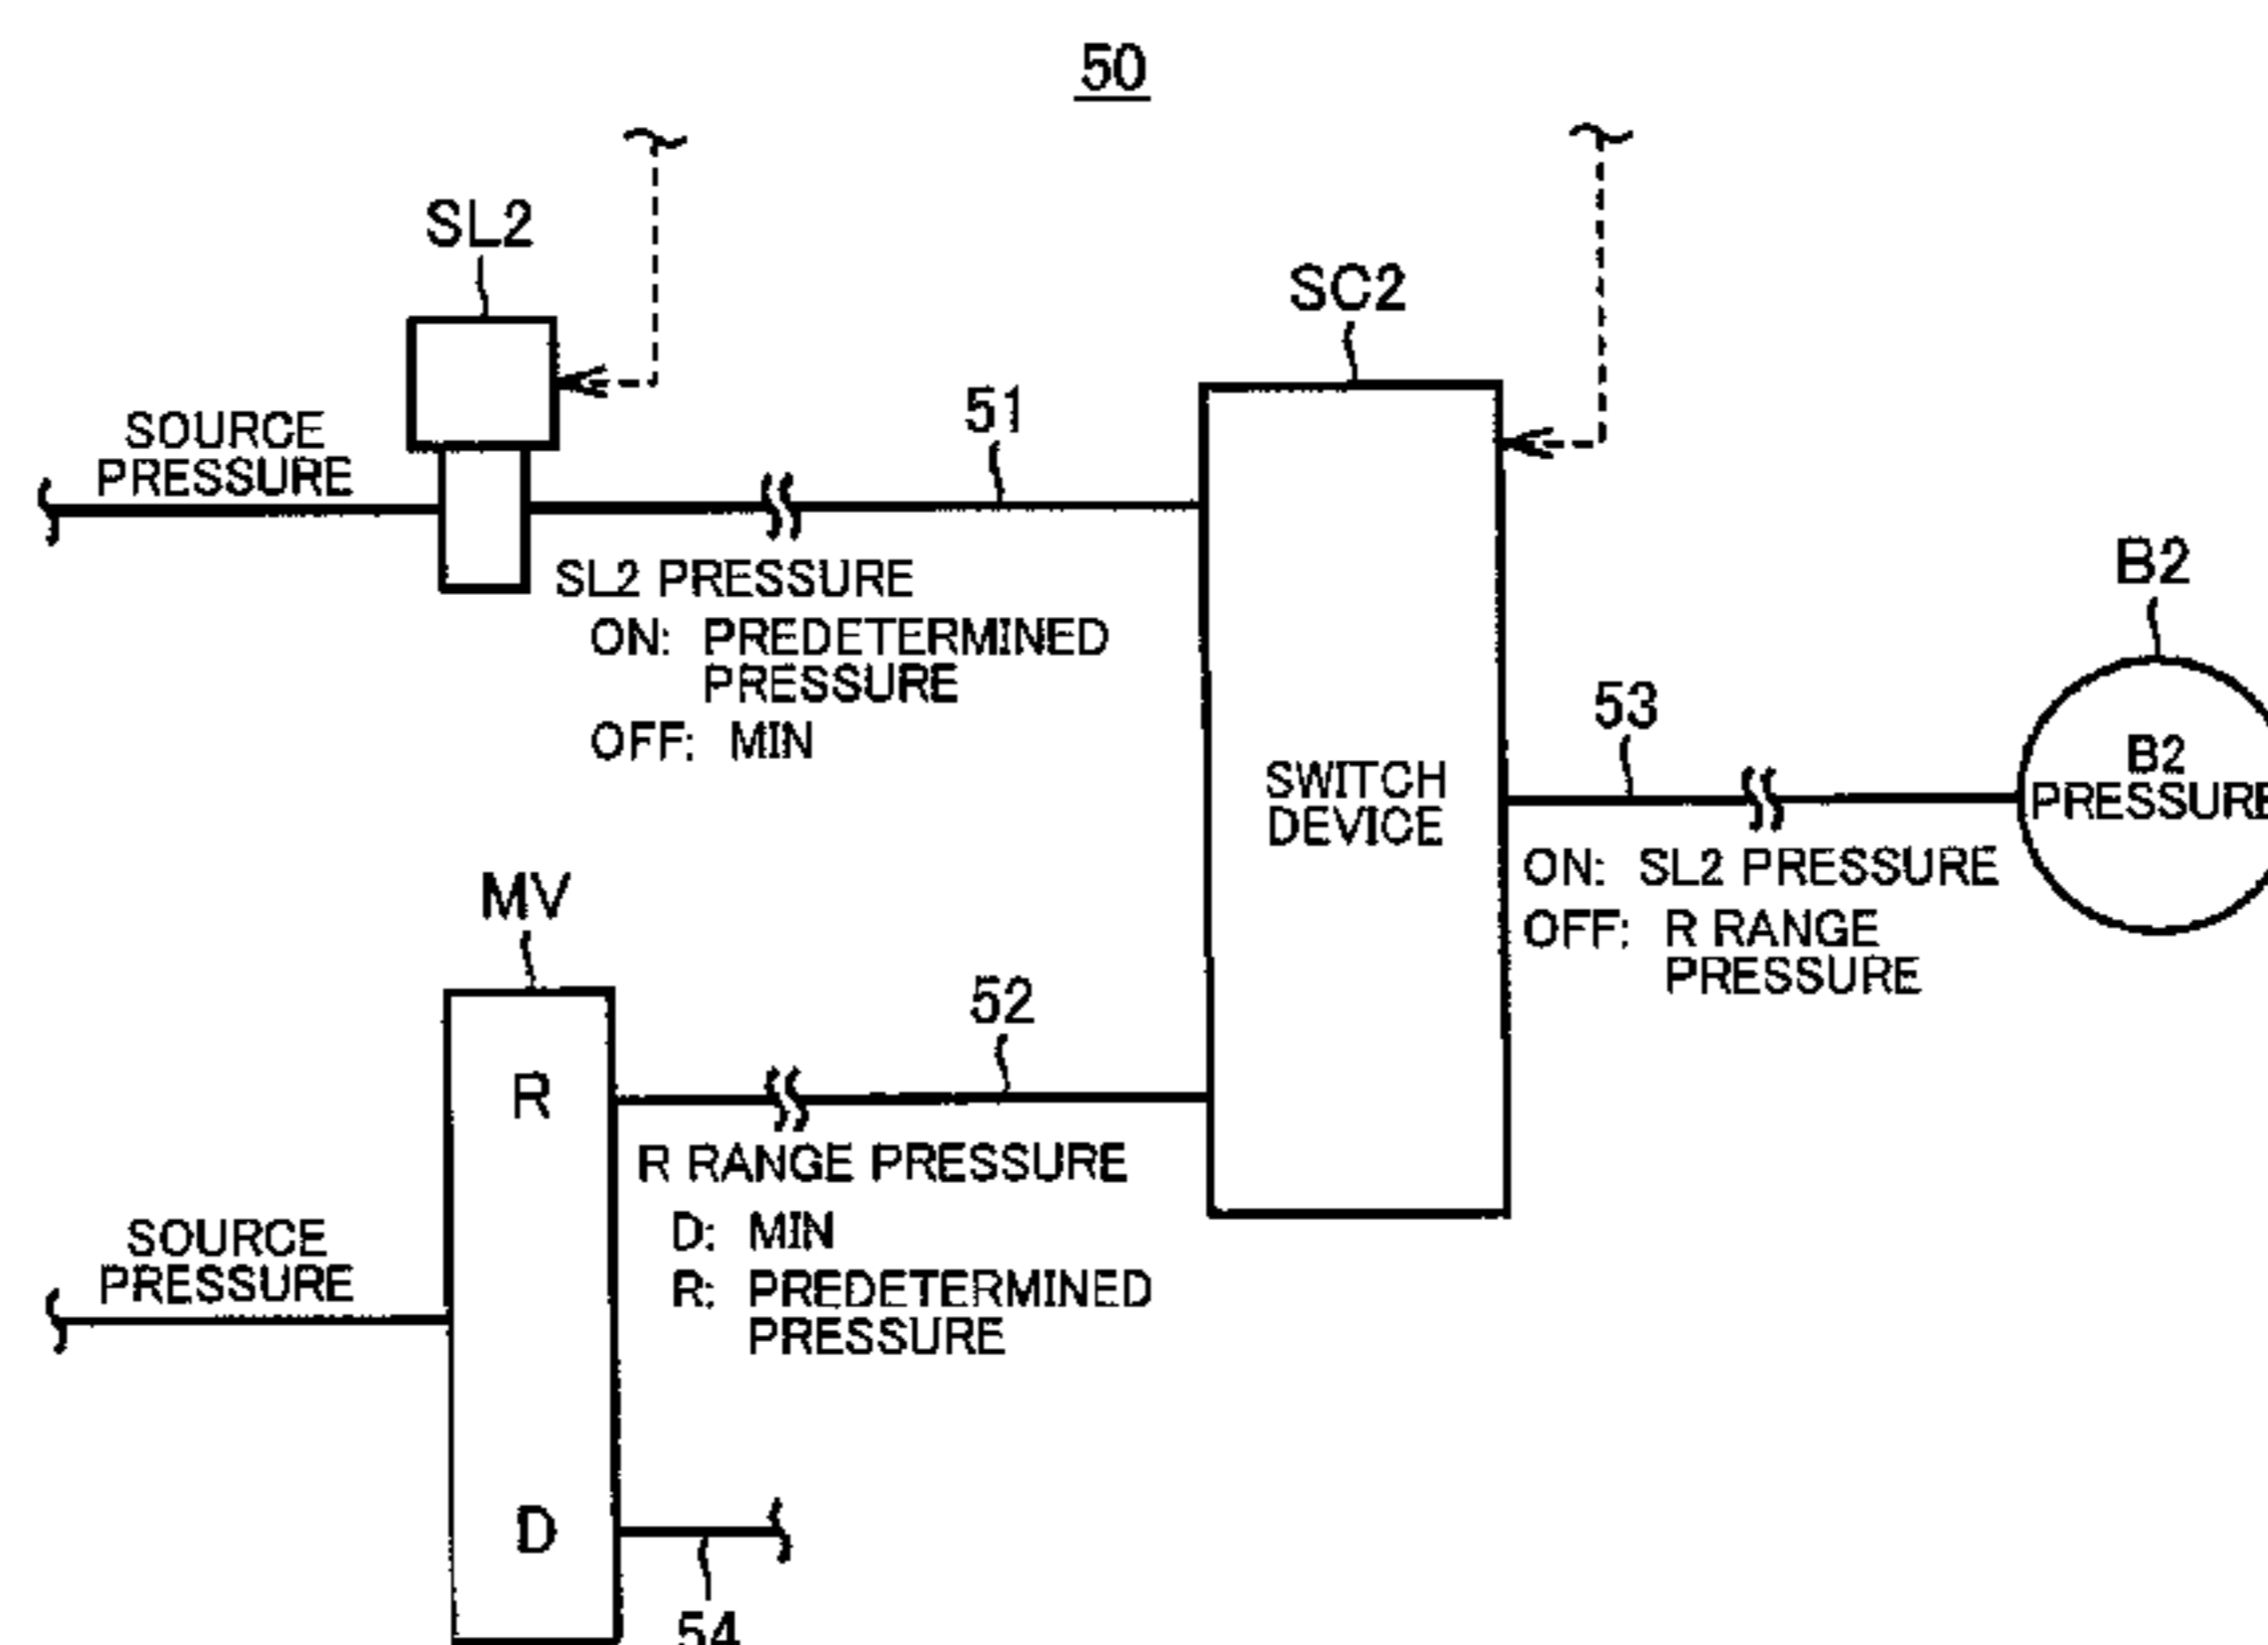 50
SL2
SC2
SOURCE
PRESSURE
51
SL2 PRESSURE
ON: PREDETERMINED
PRESSURE
OFF: MIN
B2
B2
PRESSURE
53
SWITCH
DEVICE
ON: SL2 PRESSURE
OFF: R RANGE
PRESSURE
MV
52
R
R RANGE PRESSURE
D: MIN
R: PREDETERMINED
PRESSURE
SOURCE
PRESSURE
D
54